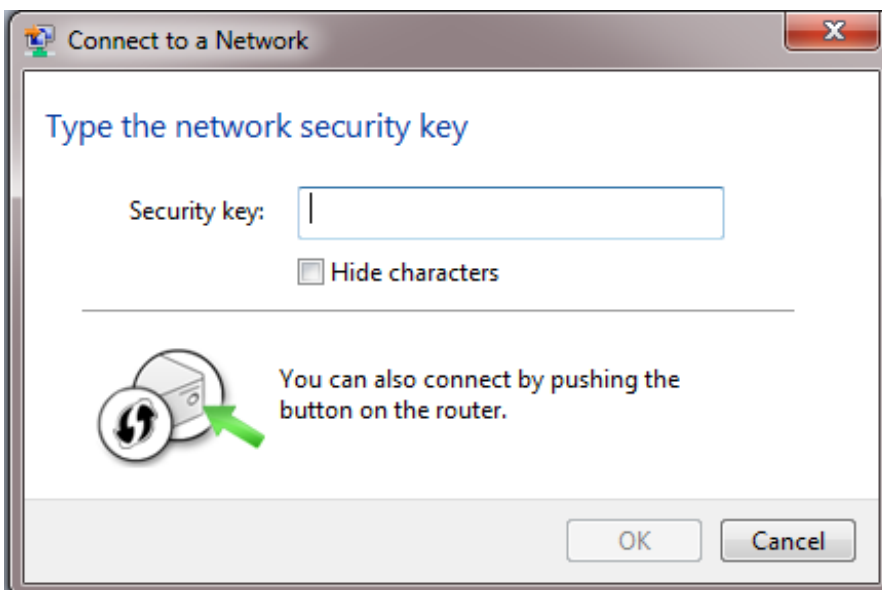 Connect to a Network
Type the network security key
Security key:
Hide characters
You can also connect by pushing the
button on the router.
OK
Cancel